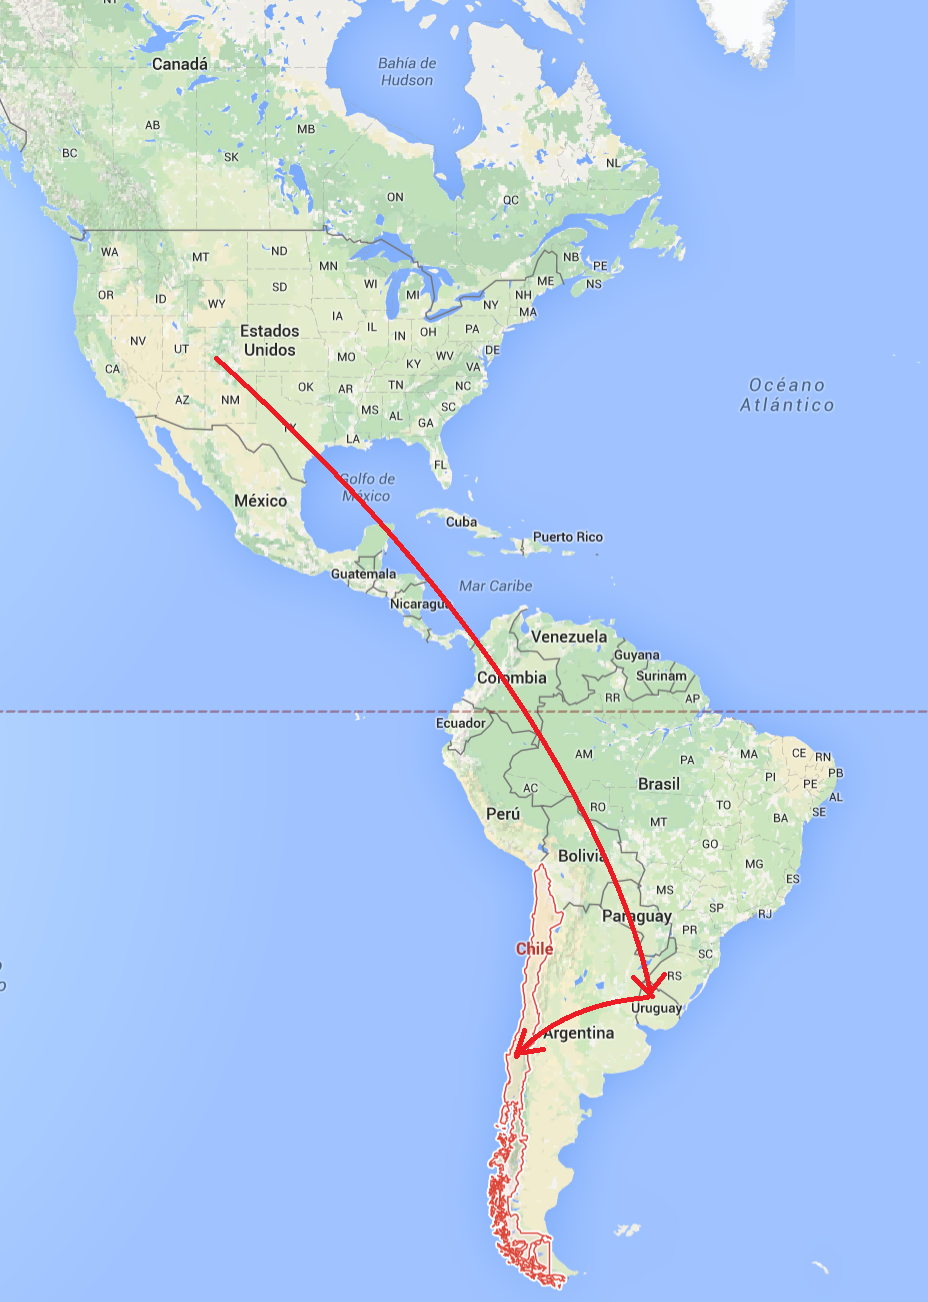 NT
Canadá
Bahía de
Hudson
AB
MB
BC
SK
NL
ON
QC
WA
MT
ND
MN
NB
PE
NS
OR
ID
WY
SD
WI
MI
ME
NH
NY
MA
IA
Estados
Unidos
NV
UT
IL
IN
OH
PA
DE
CA
MO
KY
WV
VA
OK
AR
TN
NC
AZ
NM
MS
AL
SC
GA
TX
LA
FL
Océano
Atlántico
Golfo de
México
México
Cuba
Puerto Rico
Guatemala
Mar Caribe
Nicaragua
Venezuela
Guyana
Surinam
Colombia
RR
AP
Ecuador
AM
PA
MA
CE
RN
PB
PE
AL
SE
PI
AC
Brasil
RO
TO
BA
Perú
MT
GO
Bolivia
MG
ES
MS
SP
RJ
Paraguay
PR
Chile
SC
RS
Uruguay
Argentina
o